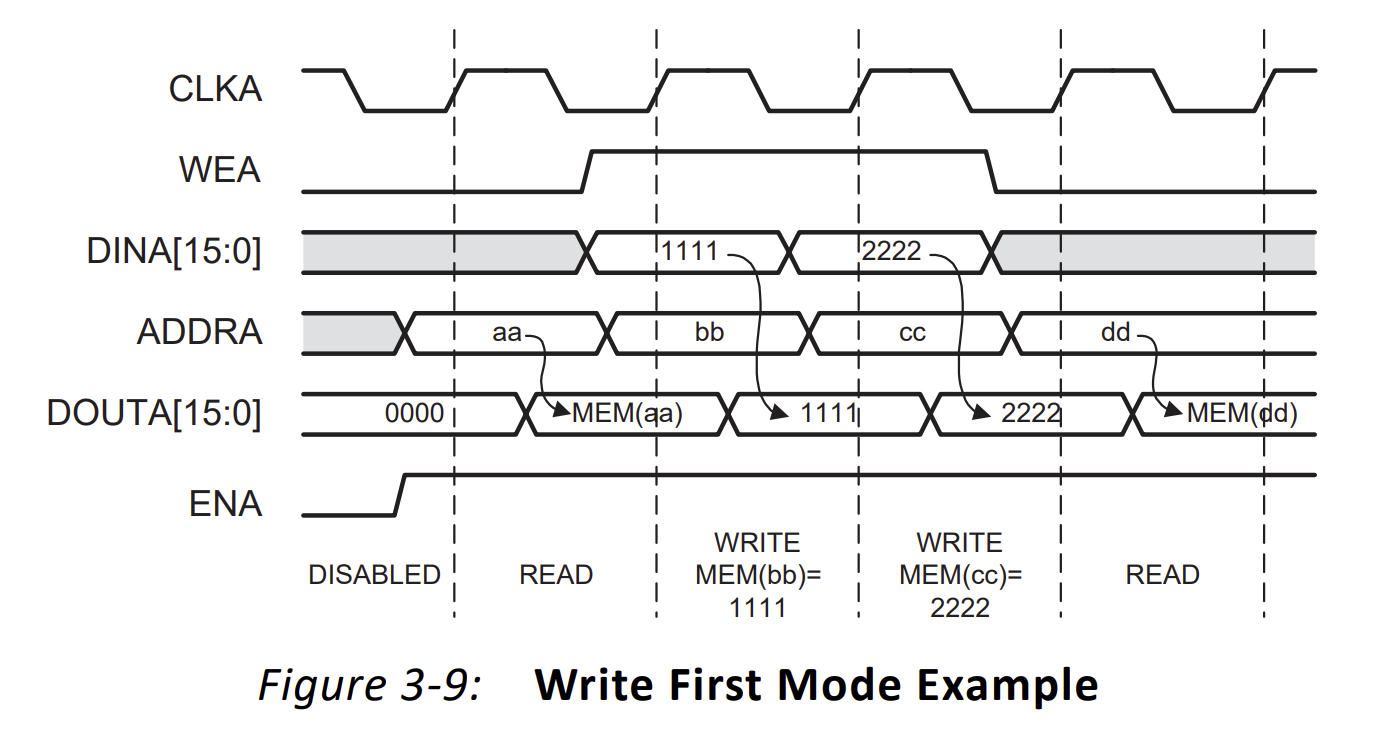 CLKA
WEA
DINA[15:0] 1111 2222
ADDRA aa bb cc dd
DOUTA[15:0] 0000 MEM(aa) 1111 2222 MEM(dd)
ENA
DISABLED READ WRITE MEM(bb)= 1111 WRITE MEM(cc)= 2222 READ
Figure 3-9: Write First Mode Example